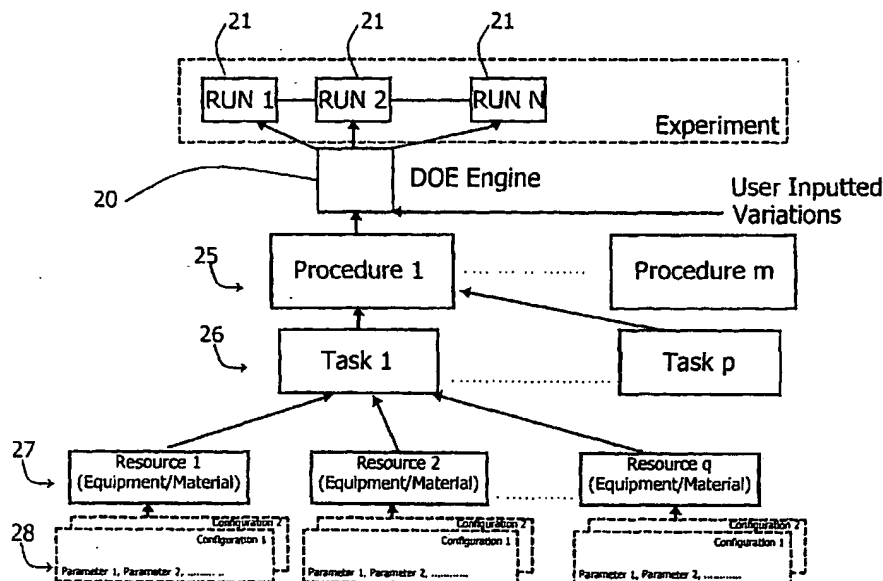 21 21 21
RUN 1 RUN 2 RUN N
Experiment
20
DOE Engine
User Inputted
Variations
25
Procedure 1 ............ Procedure m
26
Task 1 .................. Task p
27
Resource 1
(Equipment/Material)
Resource 2
(Equipment/Material)
Resource q
(Equipment/Material)
28
Configuration 2
Configuration 1
Parameter 1, Parameter 2, ...........
Configuration 2
Configuration 1
Parameter 1, Parameter 2, ...........
Configuration 2
Configuration 1
Parameter 1, Parameter 2, ...........